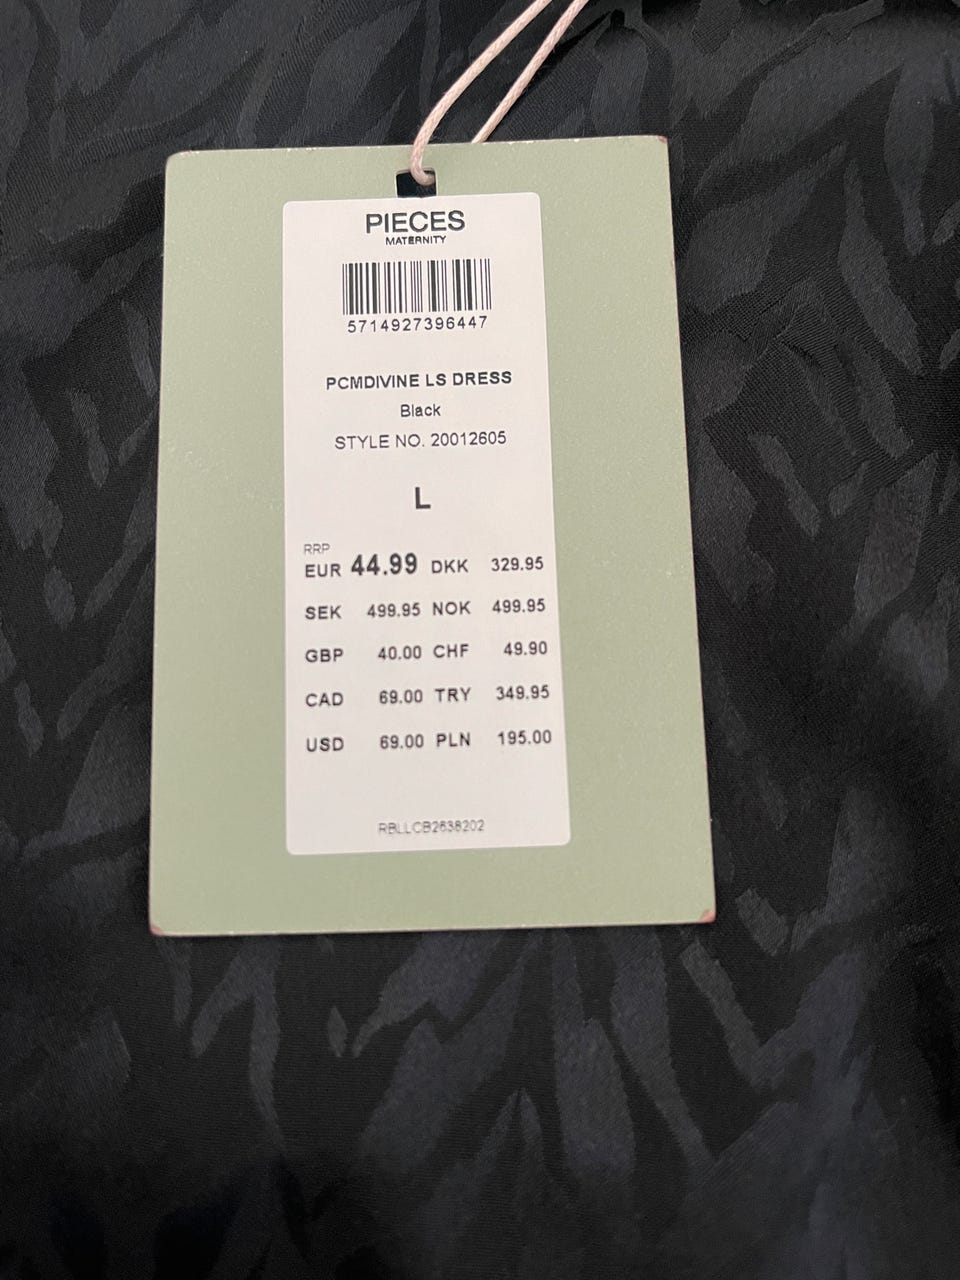 PIECES
MATERNITY
5714927396447
PCMDIVINE LS DRESS
Black
STYLE NO. 20012605
L
RRP
EUR 44.99 DKK 329.95
SEK 499.95 NOK 499.95
GBP 40.00 CHF 49.90
CAD 69.00 TRY 349.95
USD 69.00 PLN 195.00
RBLLCB2638202